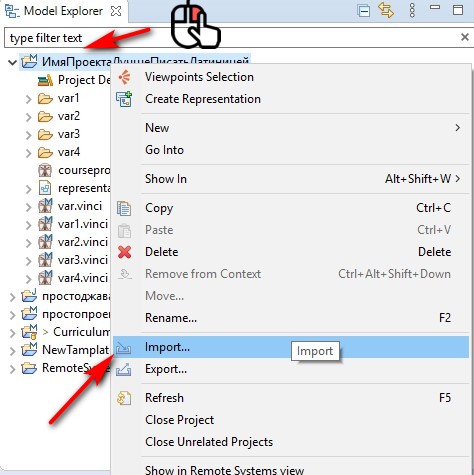 Model Explorer
type filter text
ИмяПроектаЛучшеПисатьЛатиницей
Project De
var1
var2
var3
var4
coursepro
representa
var.vinci
var1.vinci
var2.vinci
var3.vinci
var4.vinci
простоджава
простопроек
> Curriculum
NewTamplat
RemoteSyste
Viewpoints Selection
Create Representation
New
Go Into
Show In Alt+Shift+W
Copy Ctrl+C
Paste Ctrl+V
Delete Delete
Remove from Context Ctrl+Alt+Shift+Down
Move...
Rename... F2
Import...
Import
Export...
Refresh F5
Close Project
Close Unrelated Projects
Show in Remote Systems view